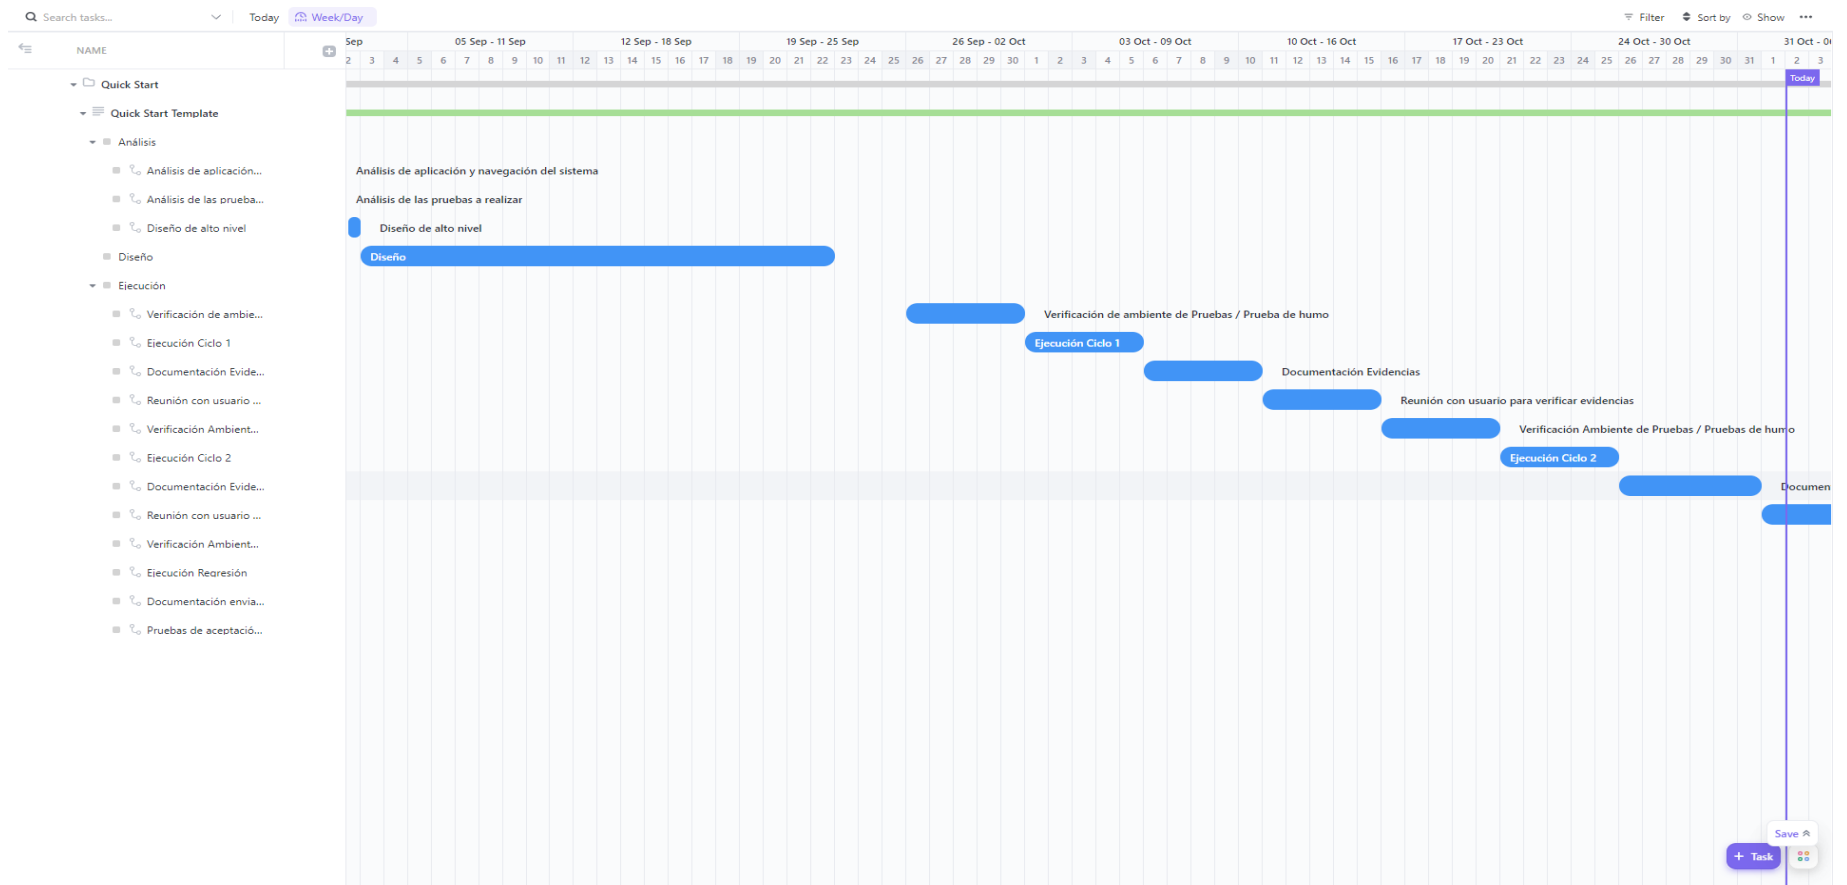 Search tasks...
Today
Week/Day
Filter
Sort by
Show
NAME
Sep
05 Sep - 11 Sep
12 Sep - 18 Sep
19 Sep - 25 Sep
26 Sep - 02 Oct
03 Oct - 09 Oct
10 Oct - 16 Oct
17 Oct - 23 Oct
24 Oct - 30 Oct
31 Oct - 0
2 3 4 5 6 7 8 9 10 11 12 13 14 15 16 17 18 19 20 21 22 23 24 25 26 27 28 29 30 1 2 3 4 5 6 7 8 9 10 11 12 13 14 15 16 17 18 19 20 21 22 23 24 25 26 27 28 29 30 31 1 2 3
Today
Quick Start
Quick Start Template
Análisis
Análisis de aplicación...
Análisis de aplicación y navegación del sistema
Análisis de las prueba...
Análisis de las pruebas a realizar
Diseño de alto nivel
Diseño de alto nivel
Diseño
Diseño
Ejecución
Verificación de ambie...
Verificación de ambiente de Pruebas / Prueba de humo
Ejecución Ciclo 1
Ejecución Ciclo 1
Documentación Evide...
Documentación Evidencias
Reunión con usuario ...
Reunión con usuario para verificar evidencias
Verificación Ambient...
Verificación Ambiente de Pruebas / Pruebas de humo
Ejecución Ciclo 2
Ejecución Ciclo 2
Documentación Evide...
Documen
Reunión con usuario ...
Verificación Ambient...
Ejecución Regresión
Documentación envia...
Pruebas de aceptació...
Save
+ Task